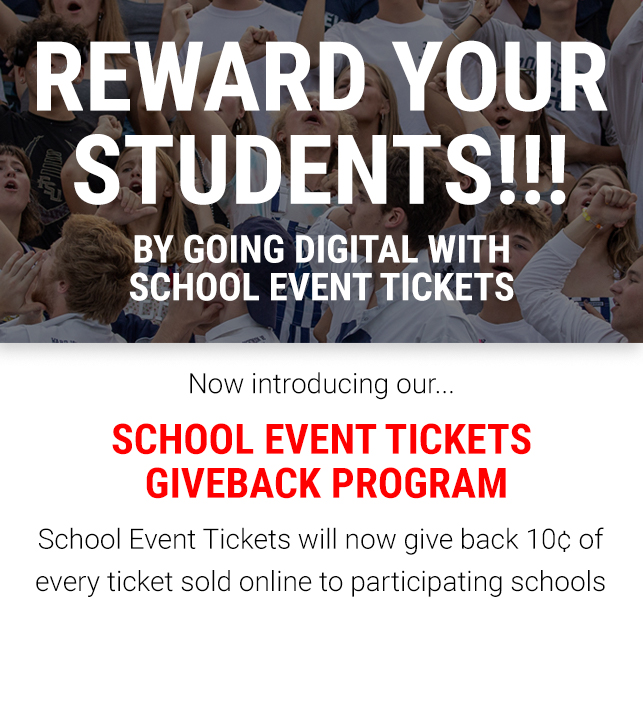 REWARD YOUR
STUDENTS!!!
BY GOING DIGITAL WITH
SCHOOL EVENT TICKETS
Now introducing our...
SCHOOL EVENT TICKETS
GIVEBACK PROGRAM
School Event Tickets will now give back 10¢ of
every ticket sold online to participating schools